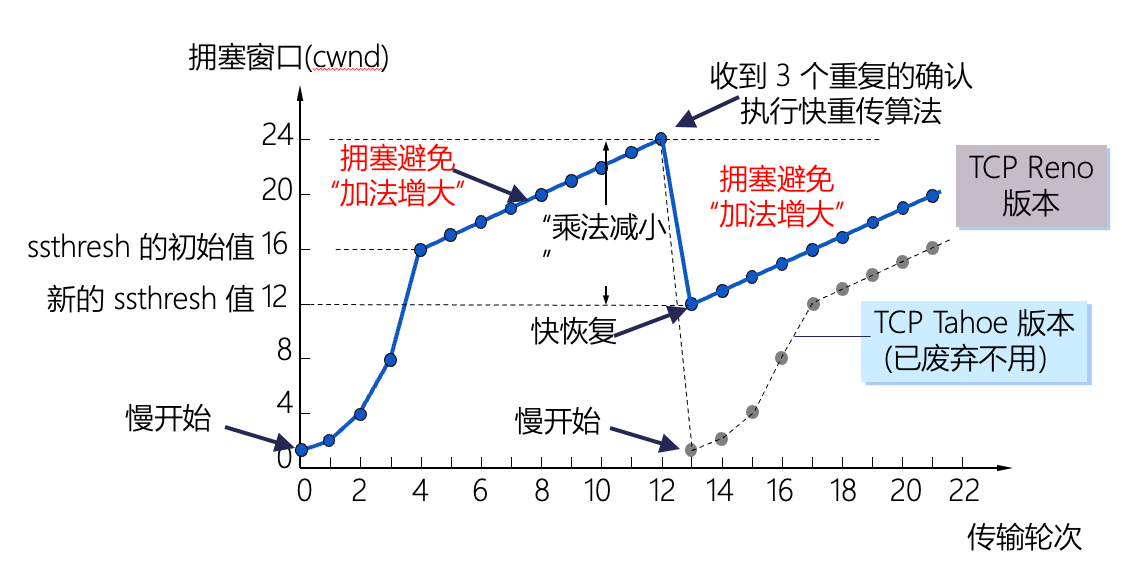 拥塞窗口(cwnd)
收到 3 个重复的确认
执行快重传算法
24
拥塞避免
“加法增大”
拥塞避免
“加法增大”
TCP Reno
版本
20
“乘法减小
”
ssthresh 的初始值 16
新的 ssthresh 值 12
快恢复
TCP Tahoe 版本
(已废弃不用)
8
4
慢开始
慢开始
0
0 2 4 6 8 10 12 14 16 18 20 22
传输轮次